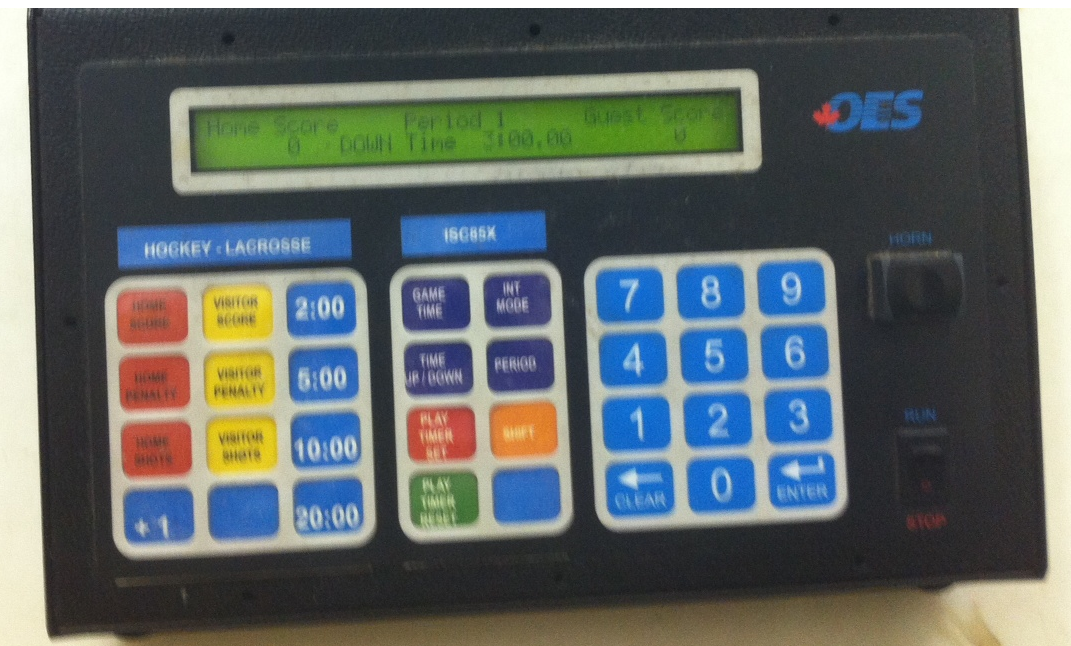 Home Score Period 1 Guest Score
0 DOWN Time 3:00.00 0
OES
HOCKEY - LACROSSE
ISC85X
HORN
HOME
SCORE
VISITOR
SCORE
2:00
HOME
PENALTY
VISITOR
PENALTY
5:00
HOME
SHOTS
VISITOR
SHOTS
10:00
+ 1
20:00
GAME
TIME
INT
MODE
TIME
UP / DOWN
PERIOD
PLAY
TIMER
SET
SHIFT
PLAY
TIMER
RESET
7 8 9
4 5 6
1 2 3
CLEAR
0
ENTER
RUN
STOP